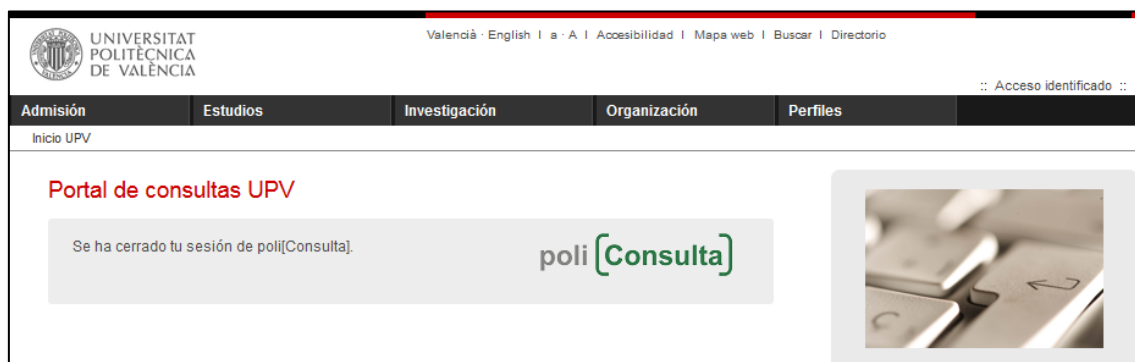 UNIVERSITAT
POLITÈCNICA
DE VALÈNCIA
Valencià · English I a · A I Accesibilidad I Mapa web I Buscar I Directorio
:: Acceso identificado ::
Admisión Estudios Investigación Organización Perfiles
Inicio UPV
Portal de consultas UPV
Se ha cerrado tu sesión de poli[Consulta].
poli [Consulta]